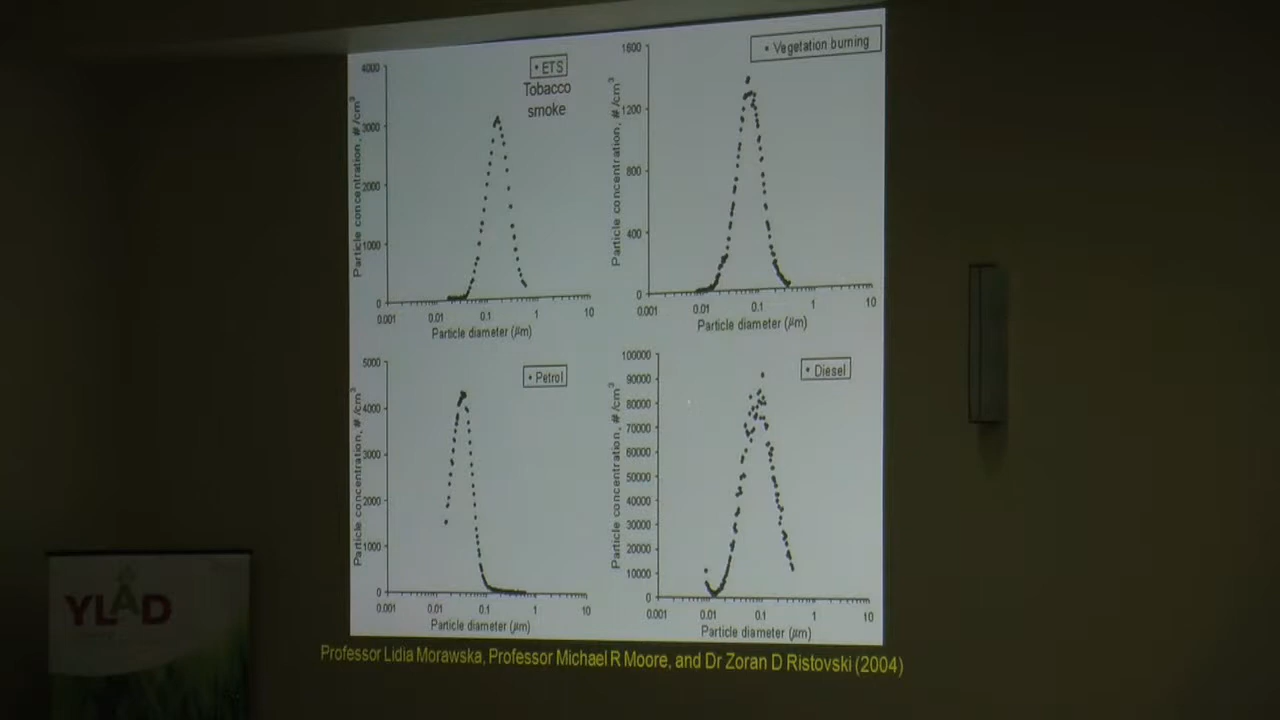 • ETS
Tobacco
smoke
Particle concentration, #/cm³
4000
3000
2000
1000
0
0.001 0.01 0.1 1 10
Particle diameter (μm)
• Vegetation burning
Particle concentration, #/cm³
1600
1200
800
400
0
0.001 0.01 0.1 1 10
Particle diameter (μm)
• Petrol
Particle concentration, #/cm³
5000
4000
3000
2000
1000
0
0.001 0.01 0.1 1 10
Particle diameter (μm)
• Diesel
Particle concentration, #/cm³
100000
90000
80000
70000
60000
50000
40000
30000
20000
10000
0
0.001 0.01 0.1 1 10
Particle diameter (μm)
Professor Lidia Morawska, Professor Michael R Moore, and Dr Zoran D Ristovski (2004)
YLAD